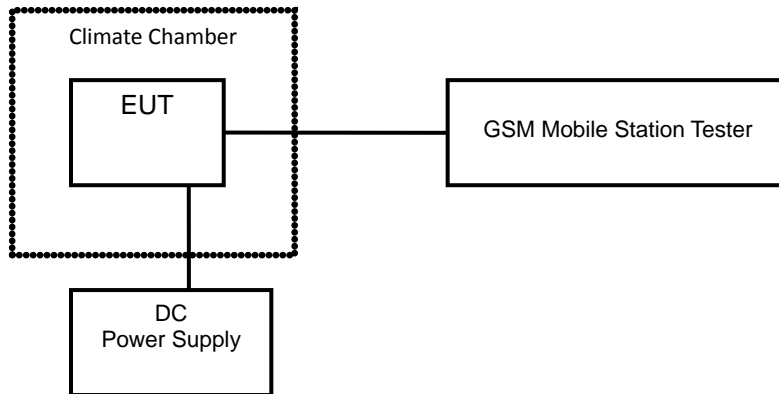 Climate Chamber
EUT
GSM Mobile Station Tester
DC
Power Supply